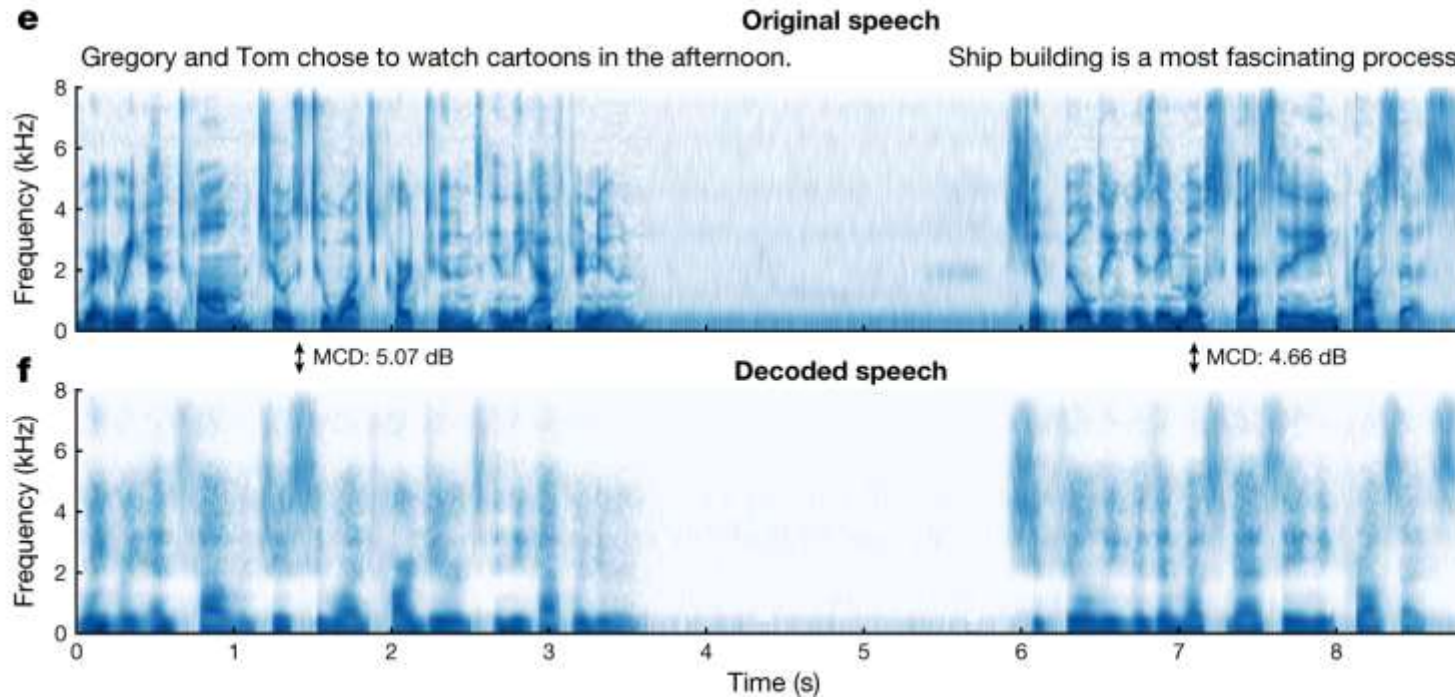 e
Original speech
Gregory and Tom chose to watch cartoons in the afternoon.
Ship building is a most fascinating process
Frequency (kHz)
8
6
4
2
0
MCD: 5.07 dB
MCD: 4.66 dB
f
Decoded speech
Frequency (kHz)
8
6
4
2
0
0 1 2 3 4 5 6 7 8
Time (s)